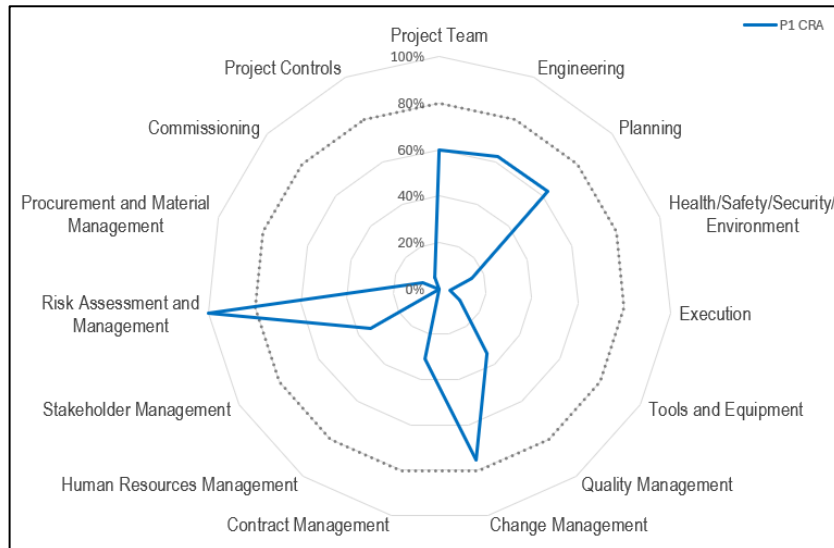 P1 CRA
Project Team
100%
Project Controls
Engineering
80%
Commissioning
Planning
60%
Procurement and Material
Management
40%
Health/Safety/Security/
Environment
20%
0%
Risk Assessment and
Management
Execution
Stakeholder Management
Tools and Equipment
Human Resources Management
Quality Management
Contract Management
Change Management